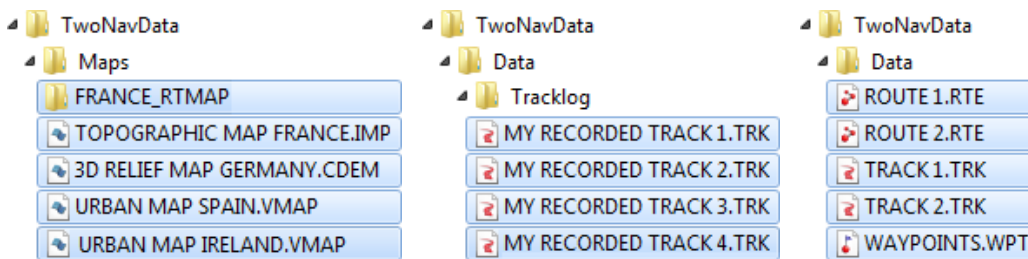 TwoNavData
Maps
FRANCE_RTMAP
TOPOGRAPHIC MAP FRANCE.IMP
3D RELIEF MAP GERMANY.CDEM
URBAN MAP SPAIN.VMAP
URBAN MAP IRELAND.VMAP
TwoNavData
Data
Tracklog
MY RECORDED TRACK 1.TRK
MY RECORDED TRACK 2.TRK
MY RECORDED TRACK 3.TRK
MY RECORDED TRACK 4.TRK
TwoNavData
Data
ROUTE 1.RTE
ROUTE 2.RTE
TRACK 1.TRK
TRACK 2.TRK
WAYPOINTS.WPT